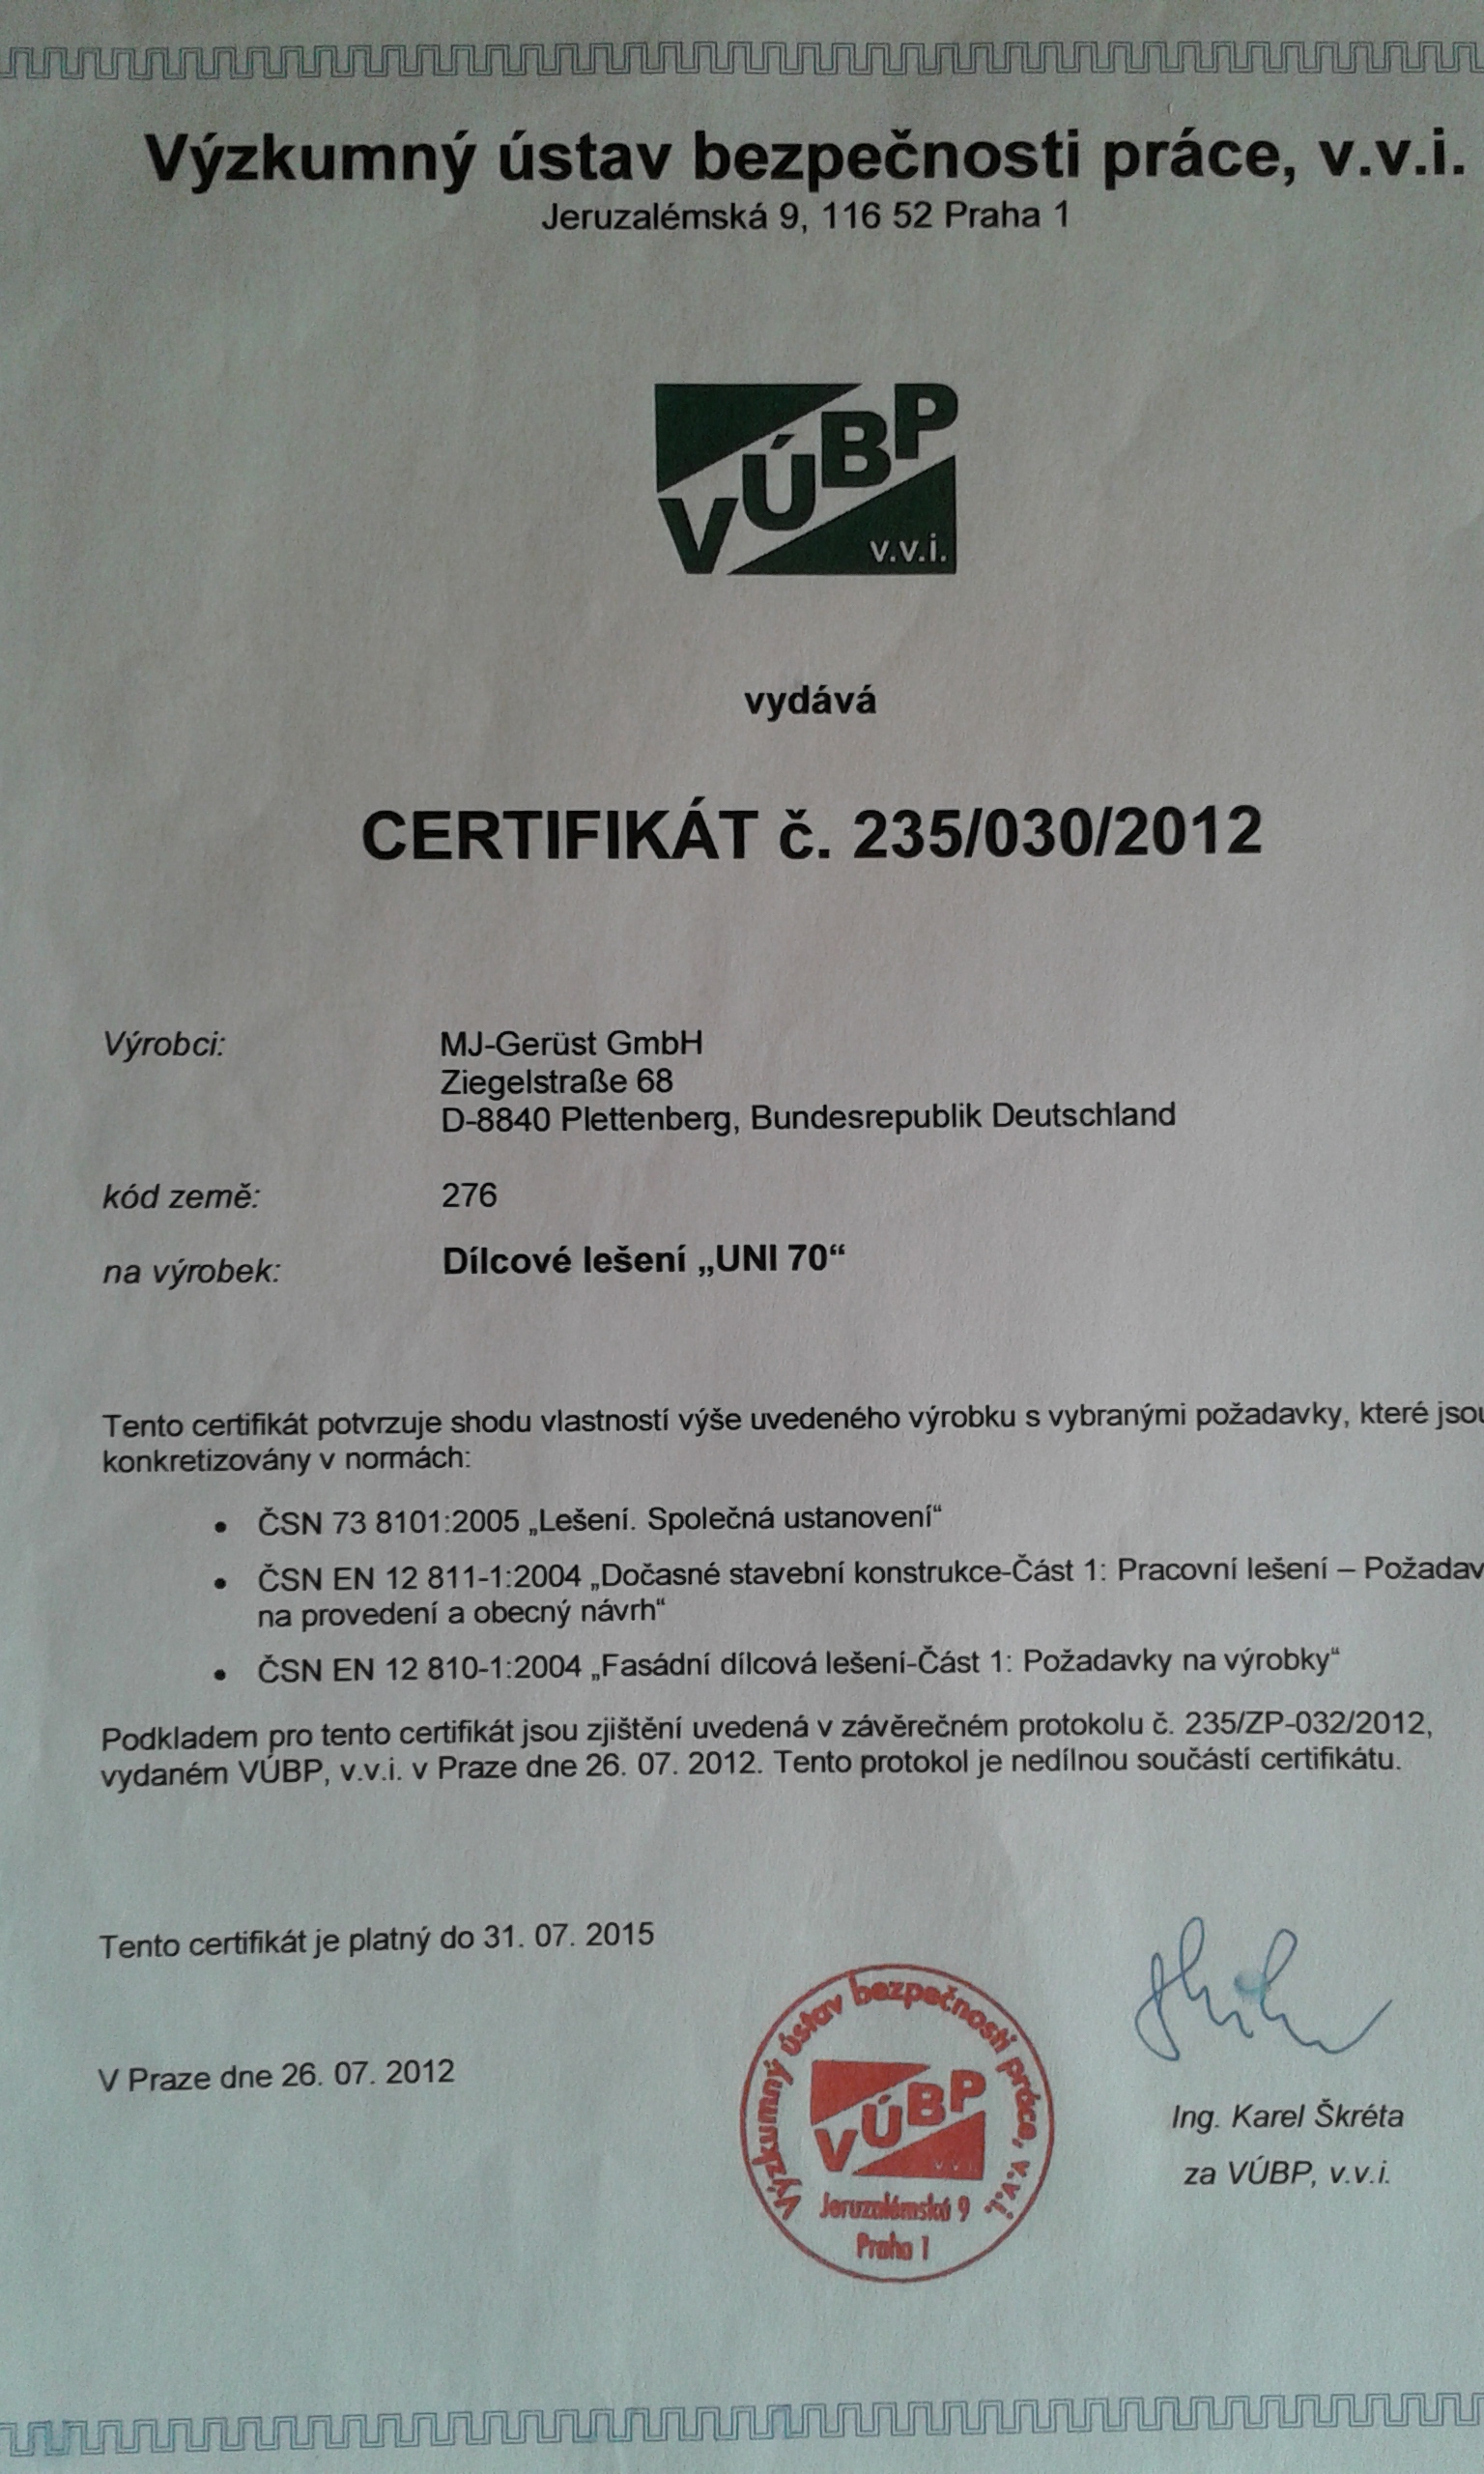 Výzkumný ústav bezpečnosti práce, v.v.i.
Jeruzalémská 9, 116 52 Praha 1
VÚBP
v.v.i.
vydává
CERTIFIKÁT č. 235/030/2012
Výrobci: MJ-Gerüst GmbH
Ziegelstraße 68
D-8840 Plettenberg, Bundesrepublik Deutschland
kód země: 276
na výrobek: Dílcové lešení „UNI 70“
Tento certifikát potvrzuje shodu vlastností výše uvedeného výrobku s vybranými požadavky, které jsou
konkretizovány v normách:
• ČSN 73 8101:2005 „Lešení. Společná ustanovení“
• ČSN EN 12 811-1:2004 „Dočasné stavební konstrukce-Část 1: Pracovní lešení – Požadav
na provedení a obecný návrh“
• ČSN EN 12 810-1:2004 „Fasádní dílcová lešení-Část 1: Požadavky na výrobky“
Podkladem pro tento certifikát jsou zjištění uvedená v závěrečném protokolu č. 235/ZP-032/2012,
vydaném VÚBP, v.v.i. v Praze dne 26. 07. 2012. Tento protokol je nedílnou součástí certifikátu.
Tento certifikát je platný do 31. 07. 2015
V Praze dne 26. 07. 2012
Výzkumný ústav bezpečnosti práce, v.v.i.
VÚBP
v.v.i.
Jeruzalémská 9
Praha 1
Ing. Karel Škréta
za VÚBP, v.v.i.